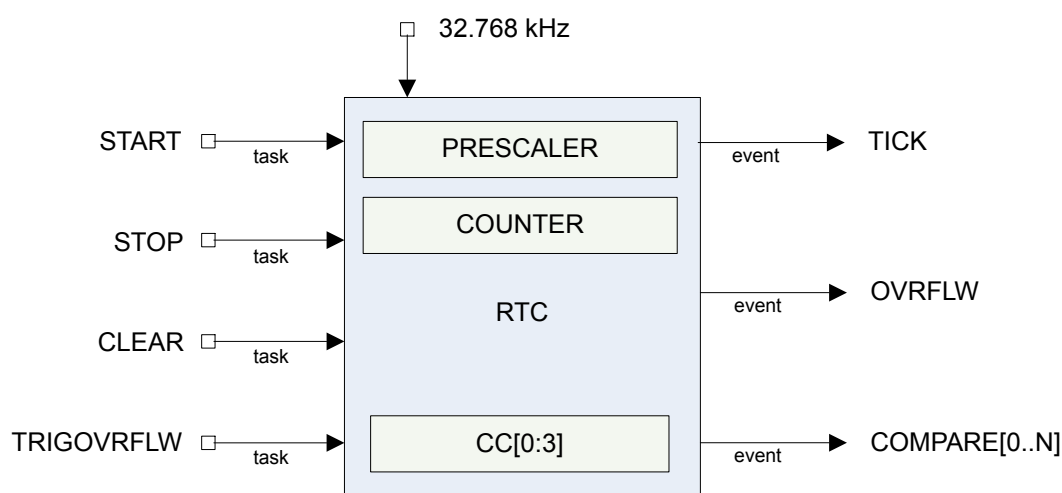 32.768 kHz
START
task
PRESCALER
event
TICK
STOP
task
COUNTER
RTC
event
OVRFLW
CLEAR
task
TRIGOVRFLW
task
CC[0:3]
event
COMPARE[0..N]